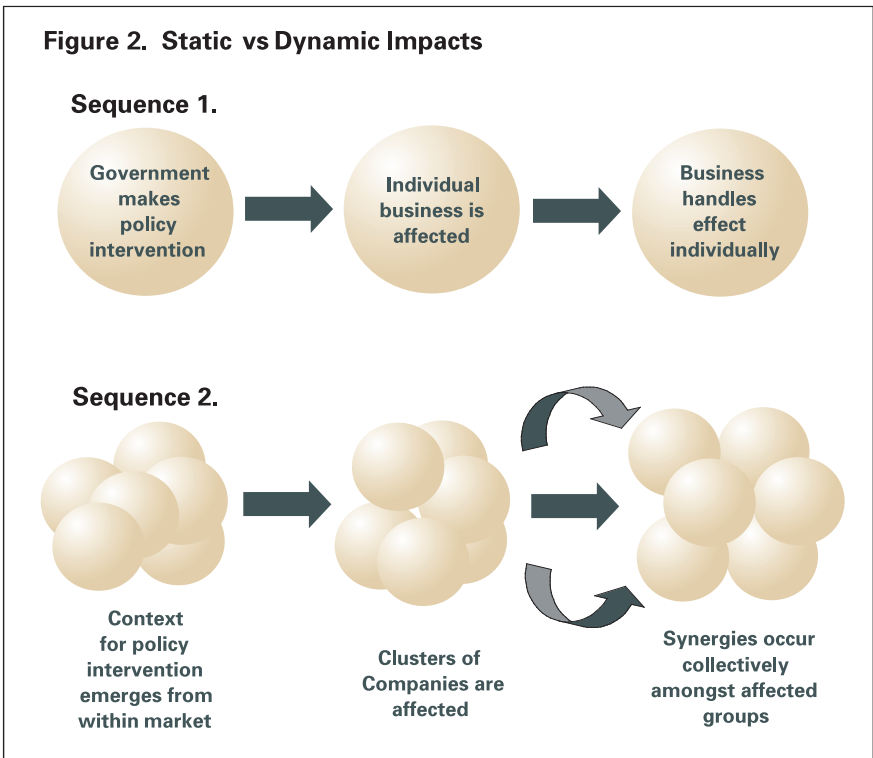 Figure 2. Static vs Dynamic Impacts
Sequence 1.
Government
makes
policy
intervention
Individual
business is
affected
Business
handles
effect
individually
Sequence 2.
Context
for policy
intervention
emerges from
within market
Clusters of
Companies are
affected
Synergies occur
collectively
amongst affected
groups